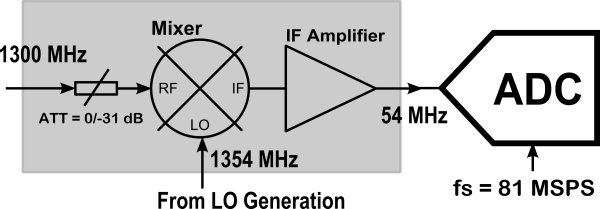 Mixer
IF Amplifier
1300 MHz
RF
IF
ADC
ATT = 0/-31 dB
LO
54 MHz
1354 MHz
From LO Generation
fs = 81 MSPS